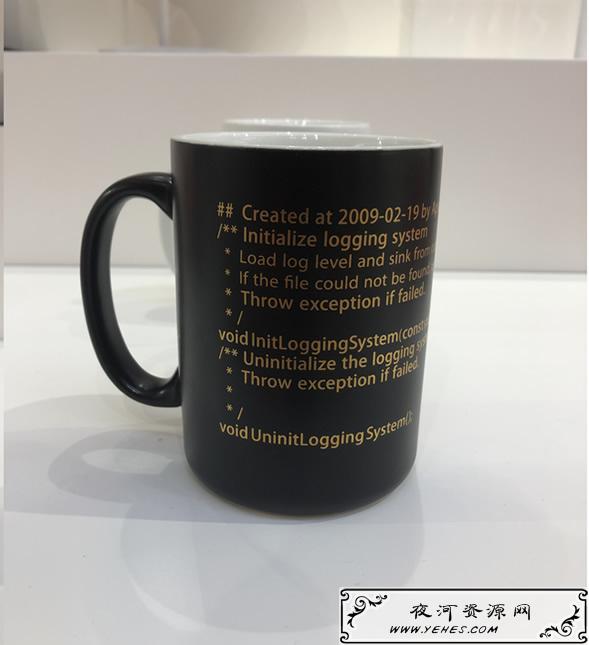 ## Created at 2009-02-19 by
/** Initialize logging system
* Load log level and sink from
* If the file could not be found
* Throw exception if failed.
* /
void InitLoggingSystem(const
/** Uninitialize the logging
* Throw exception if failed.
*
* /
void UninitLoggingSystem();
夜河资源网
WWW.YEHES.COM